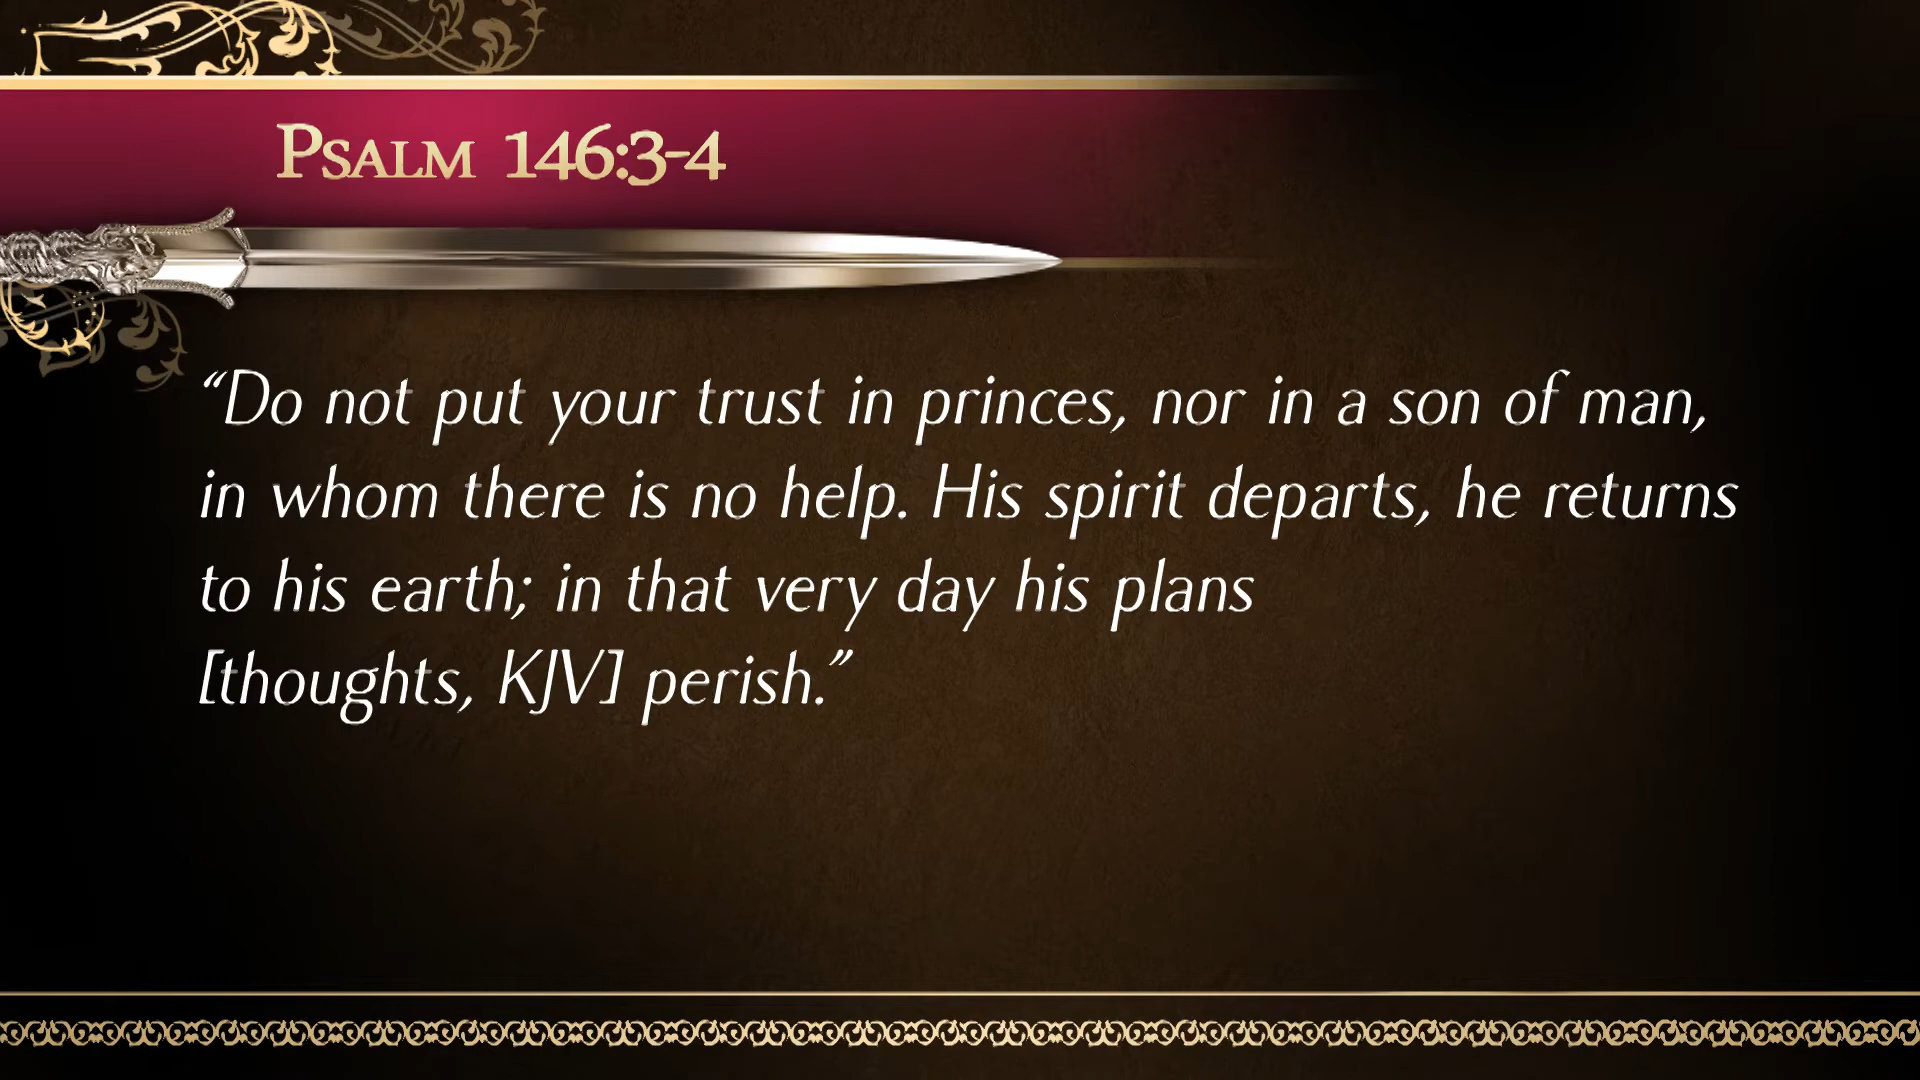 Psalm 146:3-4
“Do not put your trust in princes, nor in a son of man,
in whom there is no help. His spirit departs, he returns
to his earth; in that very day his plans
[thoughts, KJV] perish.”